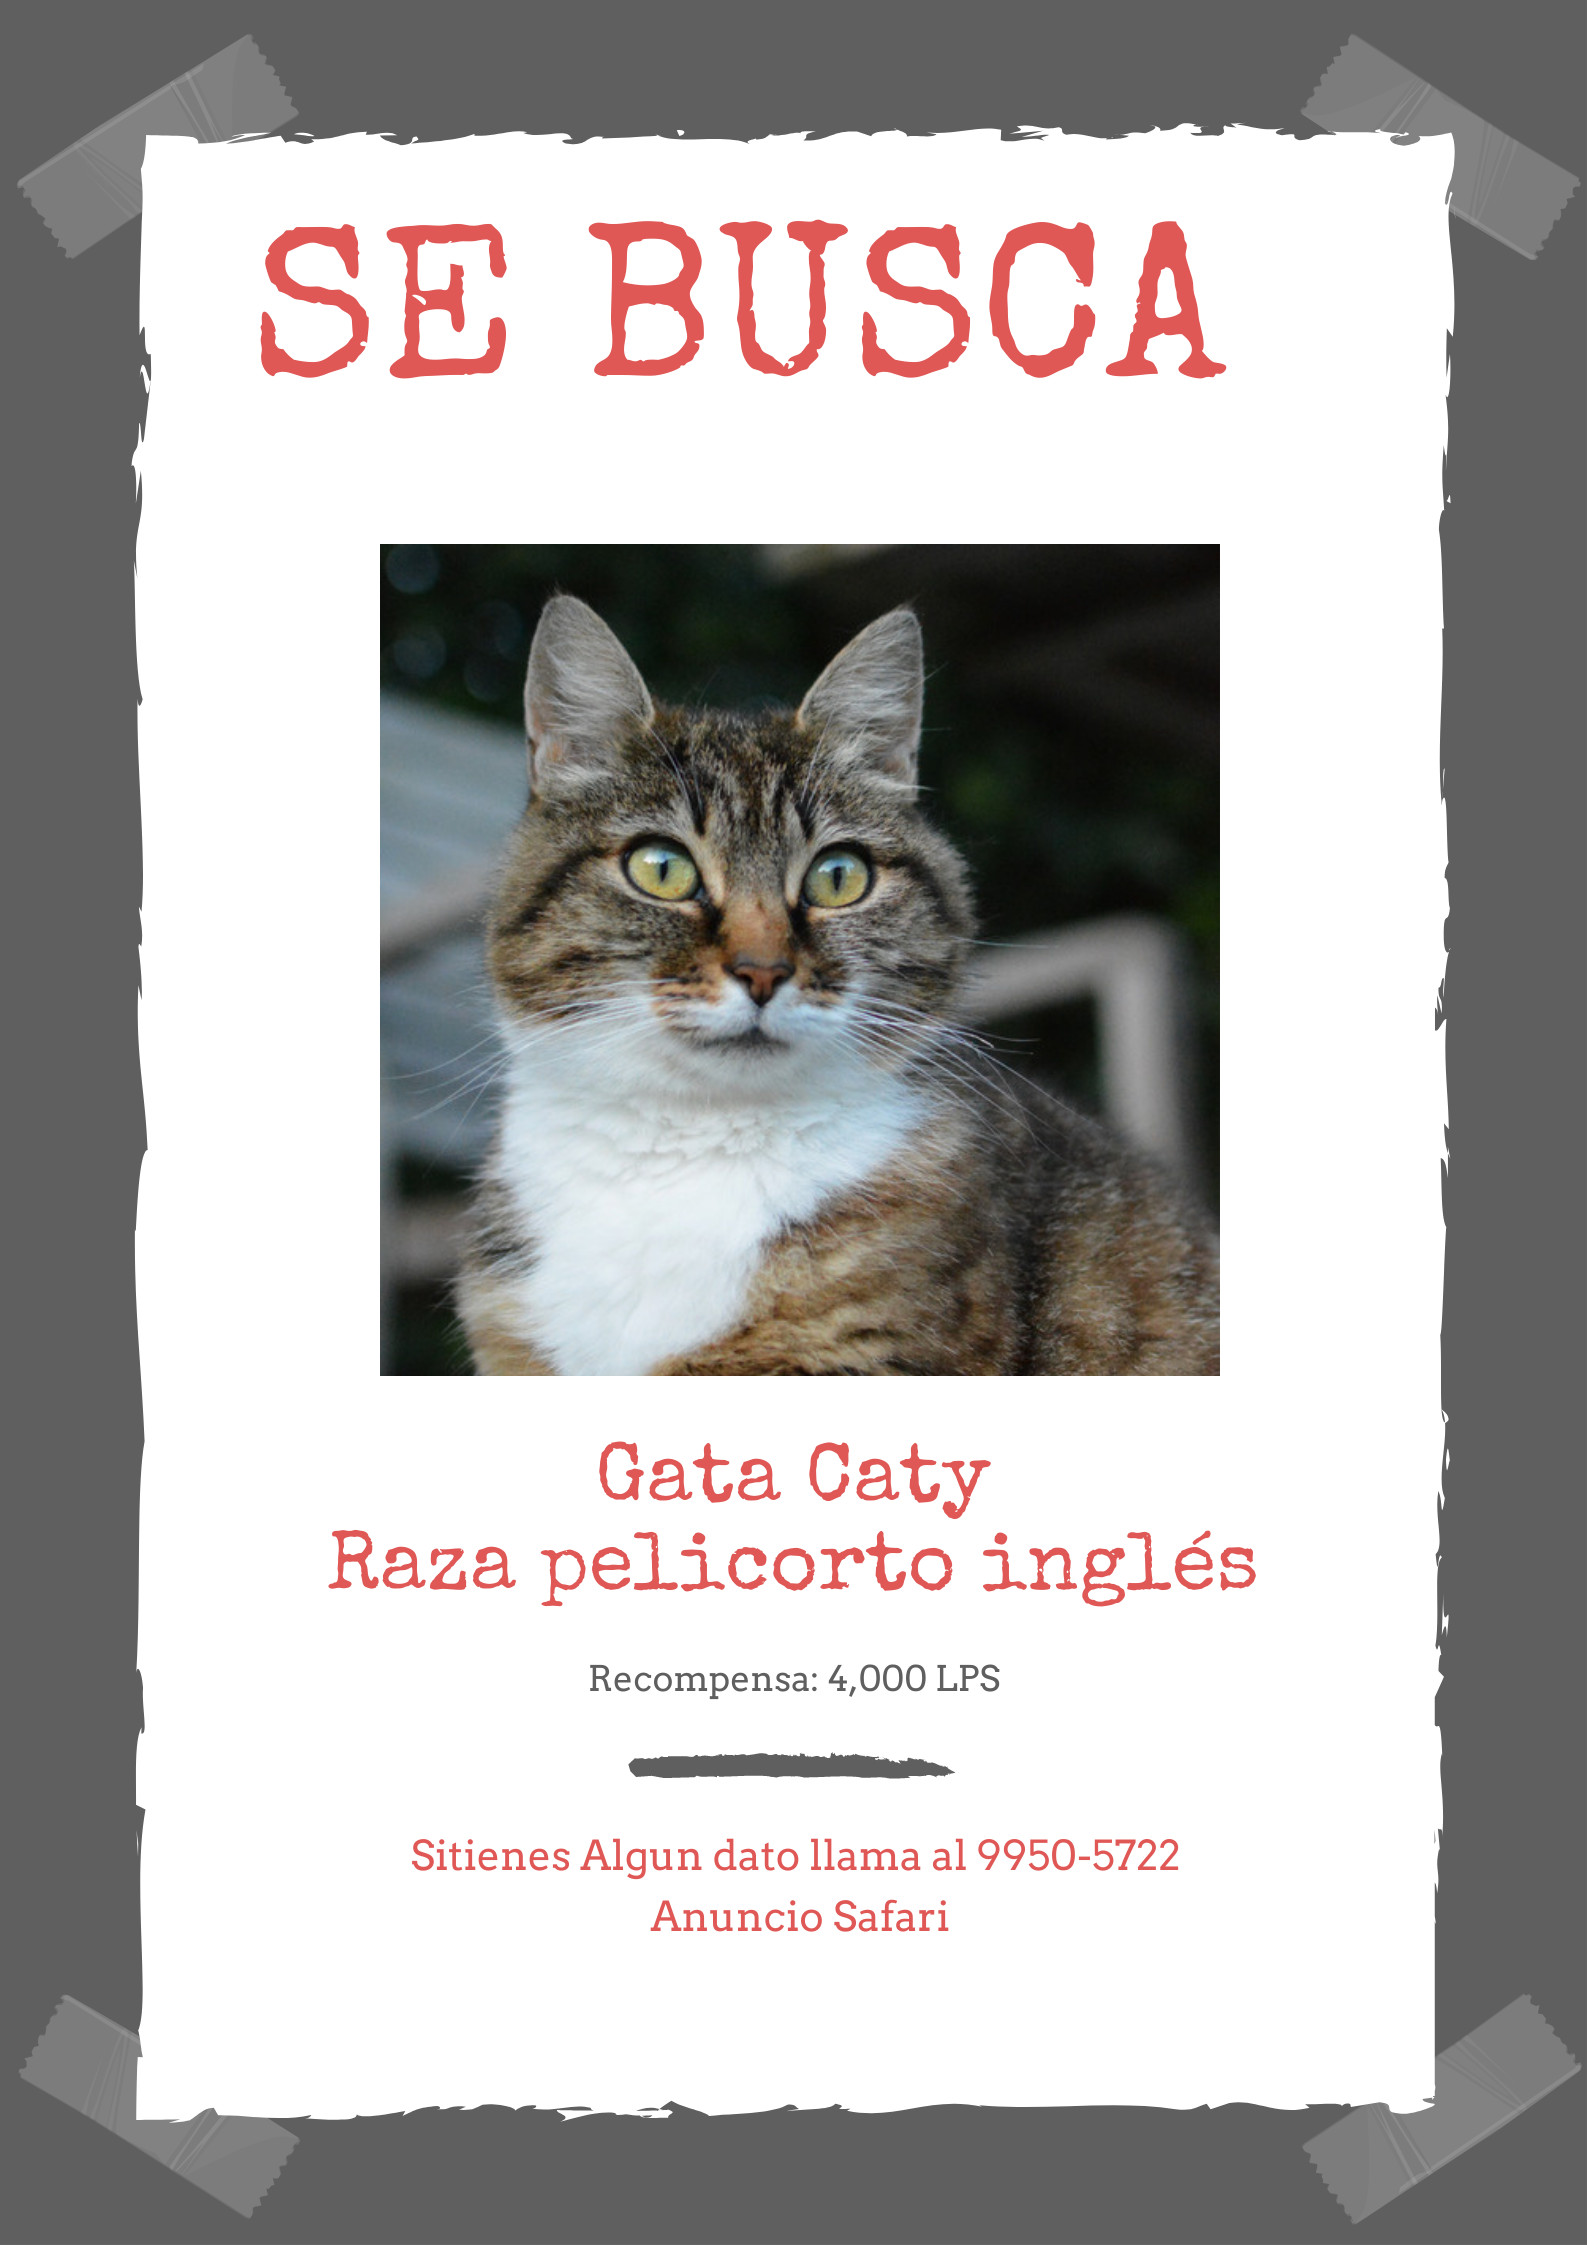 SE BUSCA
Gata Caty
Raza pelicorto inglés
Recompensa: 4,000 LPS
Sitienes Algun dato llama al 9950-5722
Anuncio Safari